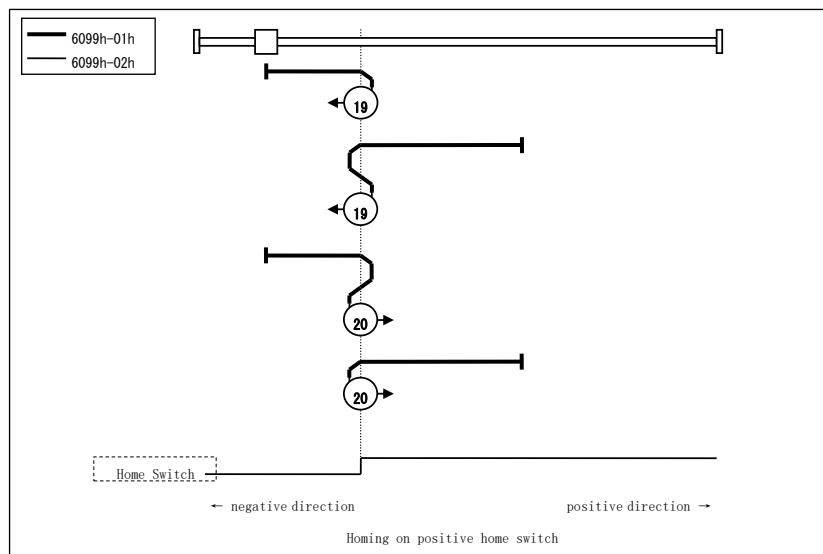 6099h-01h
6099h-02h
19
19
20
20
Home Switch
← negative direction
positive direction →
Homing on positive home switch